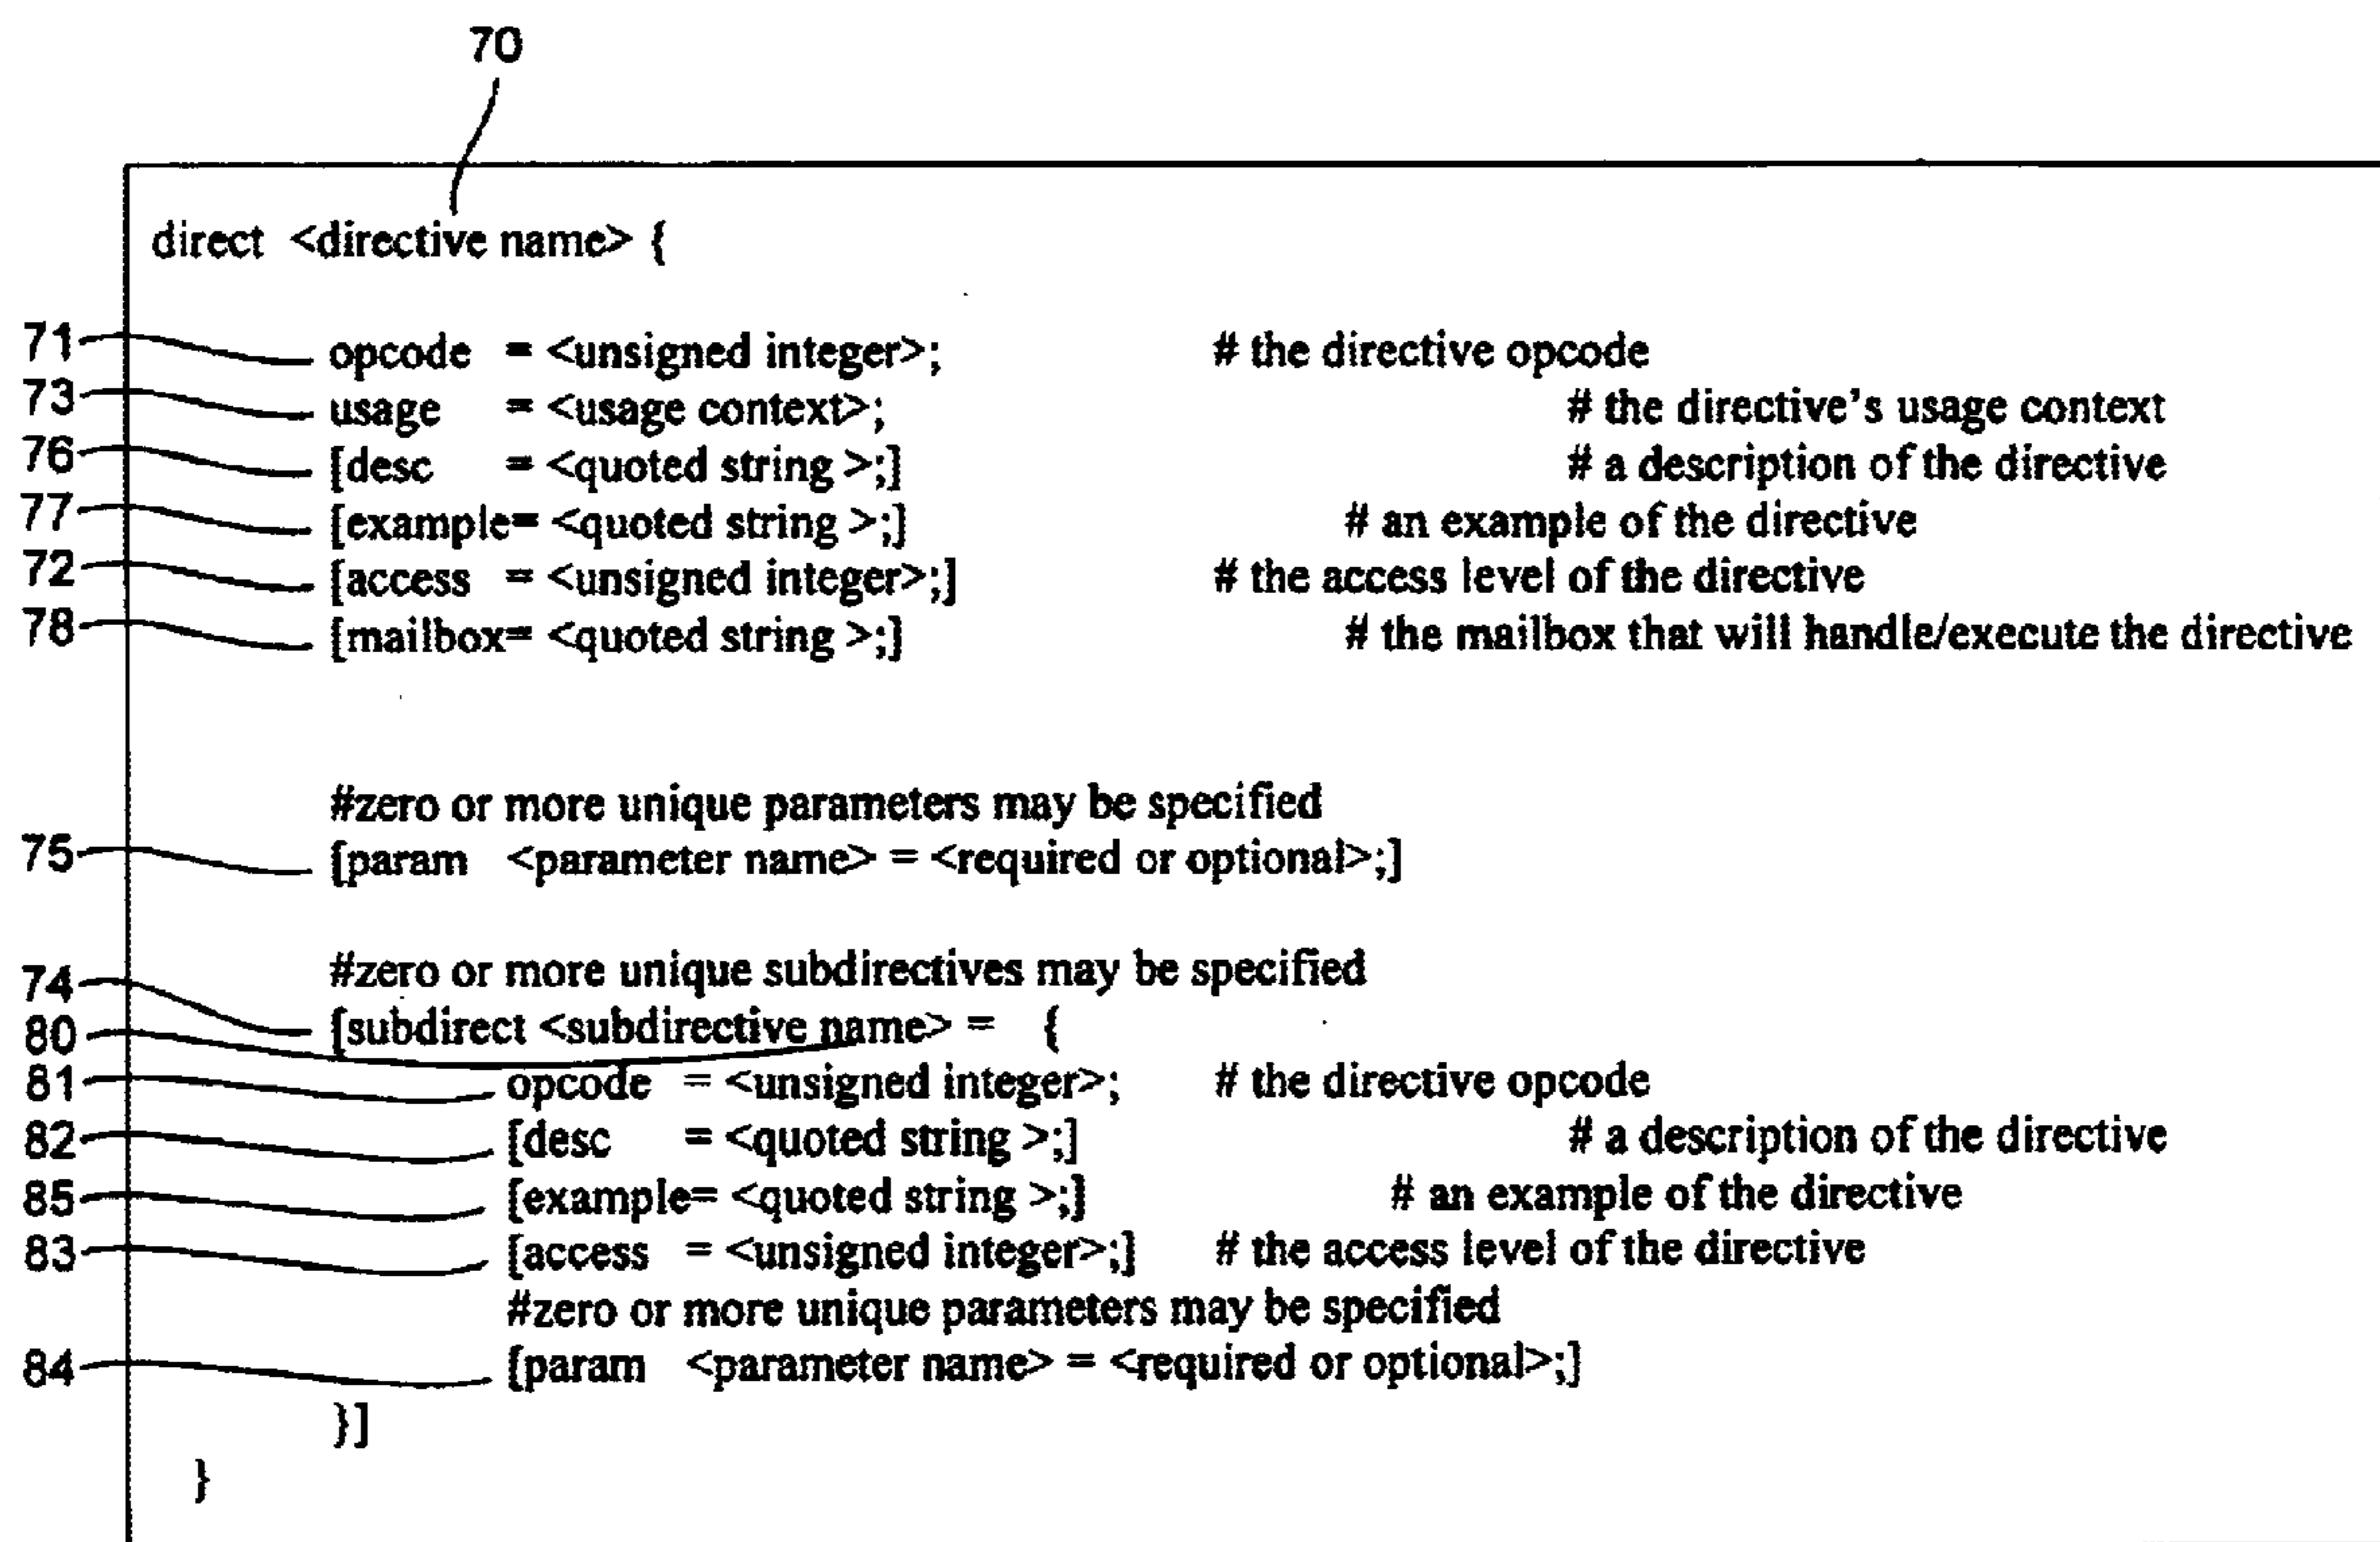 70
direct <directive name> {
71 opcode = <unsigned integer>; # the directive opcode
73 usage = <usage context>; # the directive's usage context
76 [desc = <quoted string >;] # a description of the directive
77 [example= <quoted string >;] # an example of the directive
72 [access = <unsigned integer>;] # the access level of the directive
78 [mailbox= <quoted string >;] # the mailbox that will handle/execute the directive
#zero or more unique parameters may be specified
75 [param <parameter name> = <required or optional>;]
#zero or more unique subdirectives may be specified
74 [subdirect <subdirective name> = {
80
81 opcode = <unsigned integer>; # the directive opcode
82 [desc = <quoted string >;] # a description of the directive
85 [example= <quoted string >;] # an example of the directive
83 [access = <unsigned integer>;] # the access level of the directive
#zero or more unique parameters may be specified
84 [param <parameter name> = <required or optional>;]
}]
}